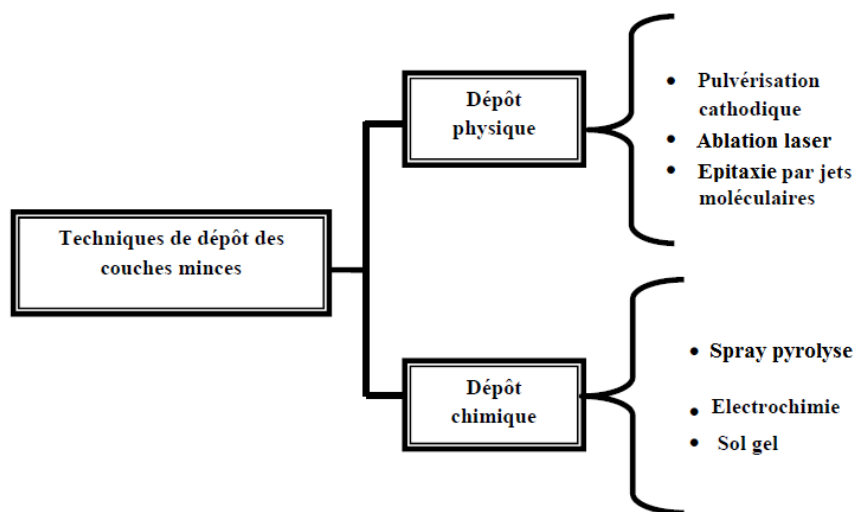 Techniques de dépôt des
couches minces
Dépôt
physique
• Pulvérisation
cathodique
• Ablation laser
• Epitaxie par jets
moléculaires
Dépôt
chimique
• Spray pyrolyse
• Electrochimie
• Sol gel